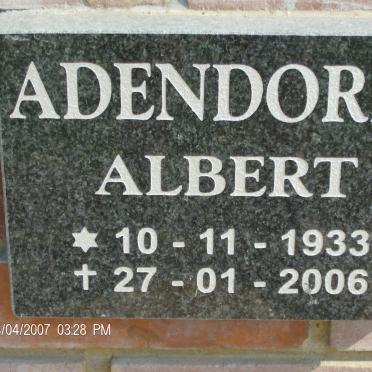 ADENDOR
ALBERT
✶ 10 - 11 - 1933
✝ 27 - 01 - 2006
/04/2007 03:28 PM